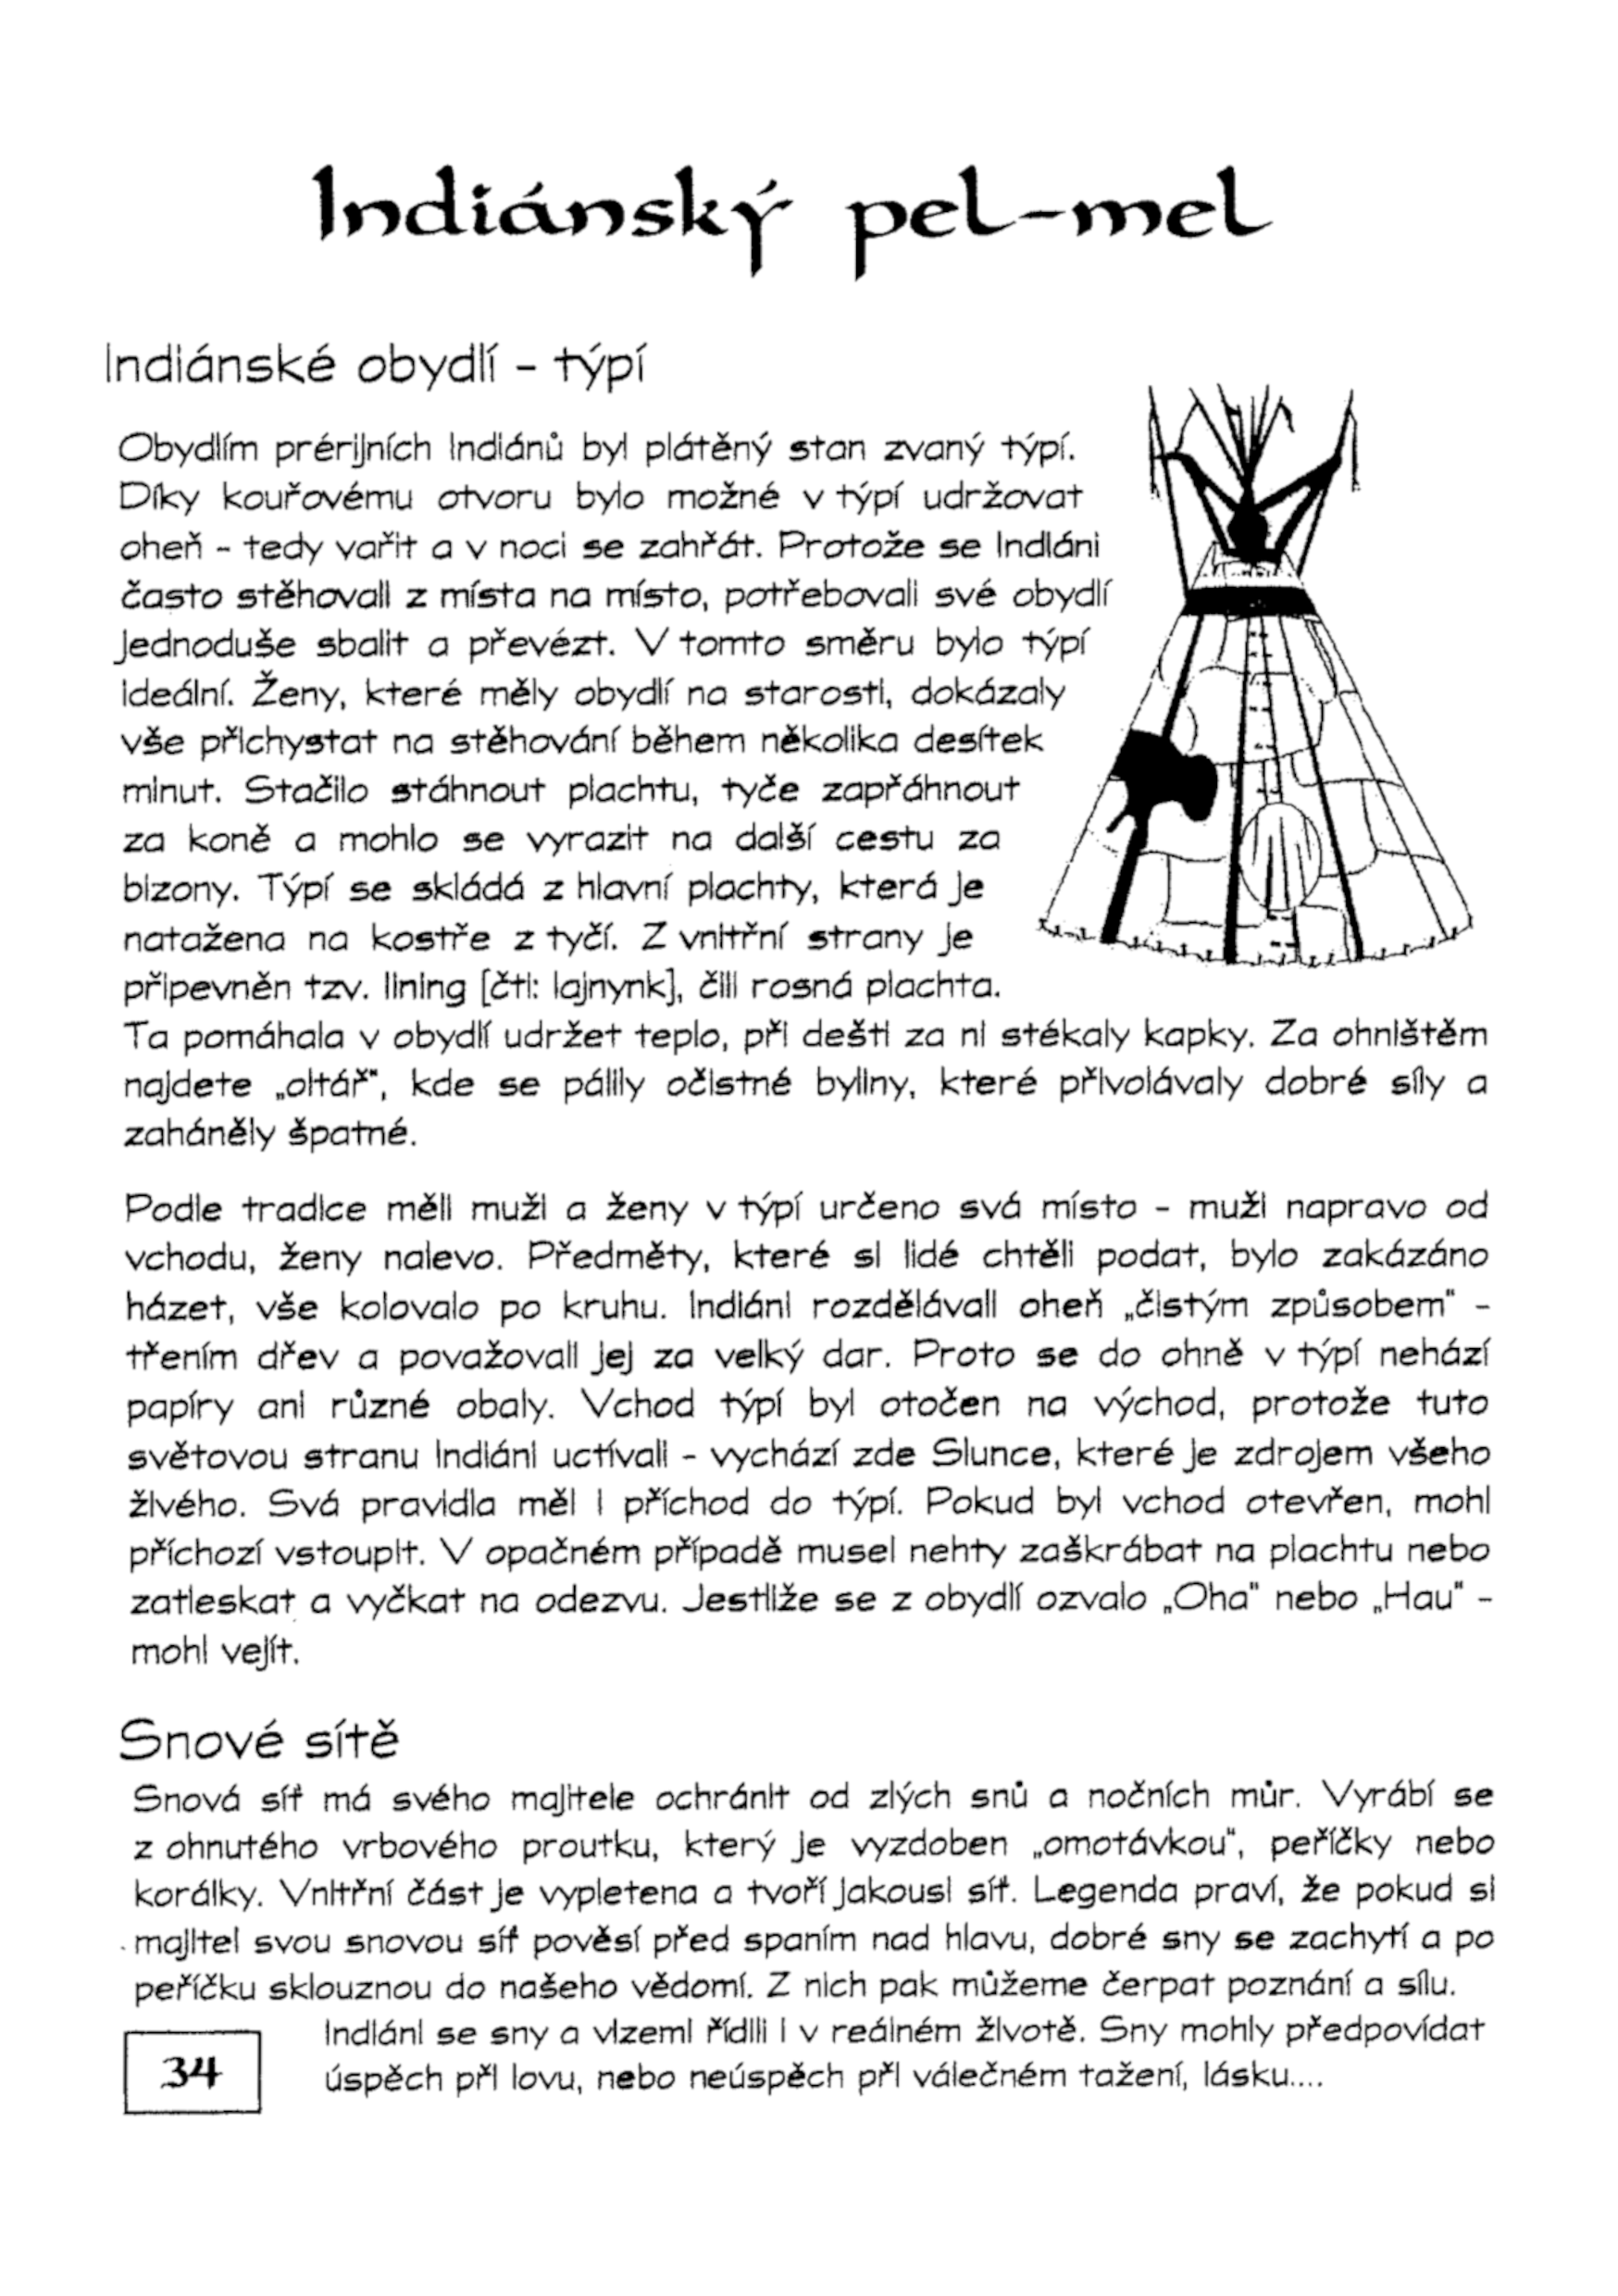 Indiánský pel-mel
Indiánské obydlí - týpí
Obydlím prérijních Indiánů byl plátěný stan zvaný týpí.
Díky kouřovému otvoru bylo možné v týpí udržovat
oheň - tedy vařit a v noci se zahřát. Protože se Indiáni
často stěhovali z místa na místo, potřebovali své obydlí
jednoduše sbalit a převézt. V tomto směru bylo týpí
ideální. Ženy, které měly obydlí na starosti, dokázaly
vše přichystat na stěhování během několika desítek
minut. Stačilo stáhnout plachtu, tyče zapřáhnout
za koně a mohlo se vyrazit na další cestu za
bizony. Týpí se skládá z hlavní plachty, která je
natažena na kostře z tyčí. Z vnitřní strany je
připevněn tzv. lining [čti: lajnynk], čili rosná plachta.
Ta pomáhala v obydlí udržet teplo, při dešti za ni stékaly kapky. Za ohništěm
najdete „oltář“, kde se pálily očistné byliny, které přivolávaly dobré síly a
zaháněly špatné.
Podle tradice měli muži a ženy v týpí určeno svá místo - muži napravo od
vchodu, ženy nalevo. Předměty, které si lidé chtěli podat, bylo zakázáno
házet, vše kolovalo po kruhu. Indiáni rozdělávali oheň „čistým způsobem“ -
třením dřev a považovali jej za velký dar. Proto se do ohně v týpí nehází
papíry ani různé obaly. Vchod týpí byl otočen na východ, protože tuto
světovou stranu Indiáni uctívali - vychází zde Slunce, které je zdrojem všeho
živého. Svá pravidla měl i příchod do týpí. Pokud byl vchod otevřen, mohl
příchozí vstoupit. V opačném případě musel nehty zaškrábat na plachtu nebo
zatleskat a vyčkat na odezvu. Jestliže se z obydlí ozvalo „Oha“ nebo „Hau“ -
mohl vejít.
Snové sítě
Snová síť má svého majitele ochránit od zlých snů a nočních můr. Vyrábí se
z ohnutého vrbového proutku, který je vyzdoben „omotávkou“, peříčky nebo
korálky. Vnitřní část je vypletena a tvoří jakousi síť. Legenda praví, že pokud si
majitel svou snovou síť pověsí před spaním nad hlavu, dobré sny se zachytí a po
peříčku sklouznou do našeho vědomí. Z nich pak můžeme čerpat poznání a sílu.
Indiáni se sny a vizemi řídili i v reálném životě. Sny mohly předpovídat
úspěch při lovu, nebo neúspěch při válečném tažení, lásku....
34